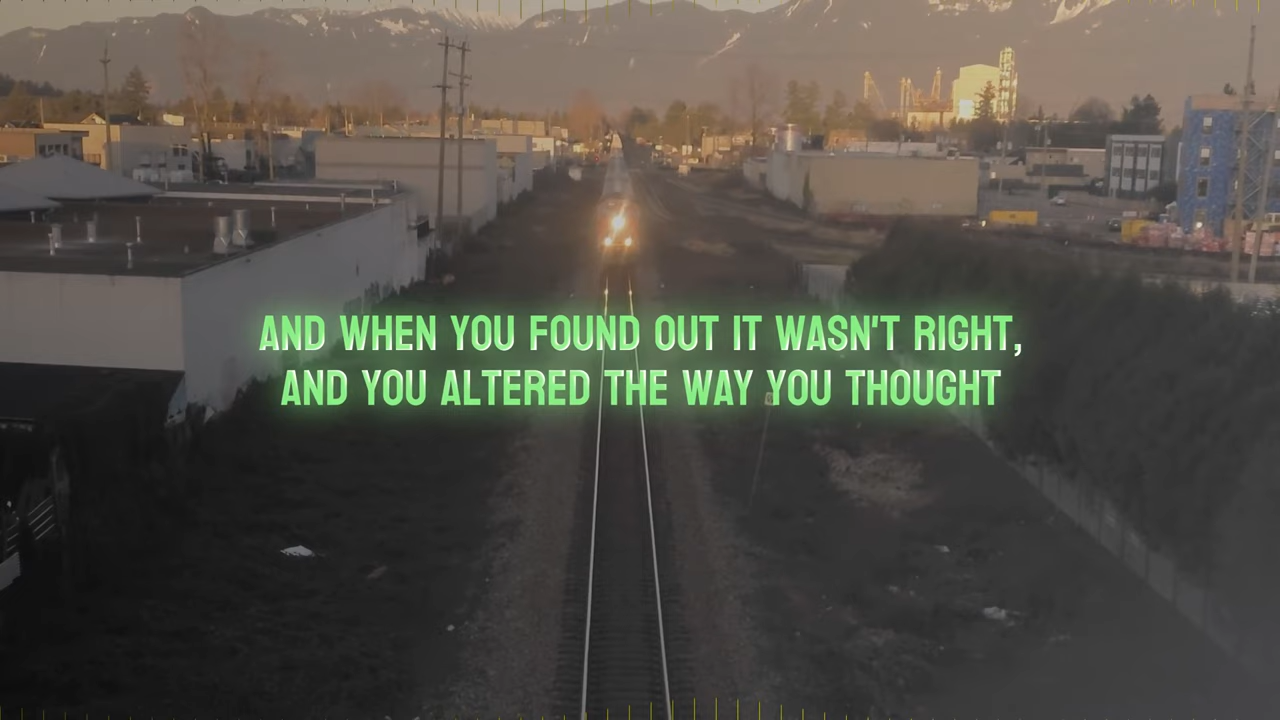 AND WHEN YOU FOUND OUT IT WASN'T RIGHT,
AND YOU ALTERED THE WAY YOU THOUGHT